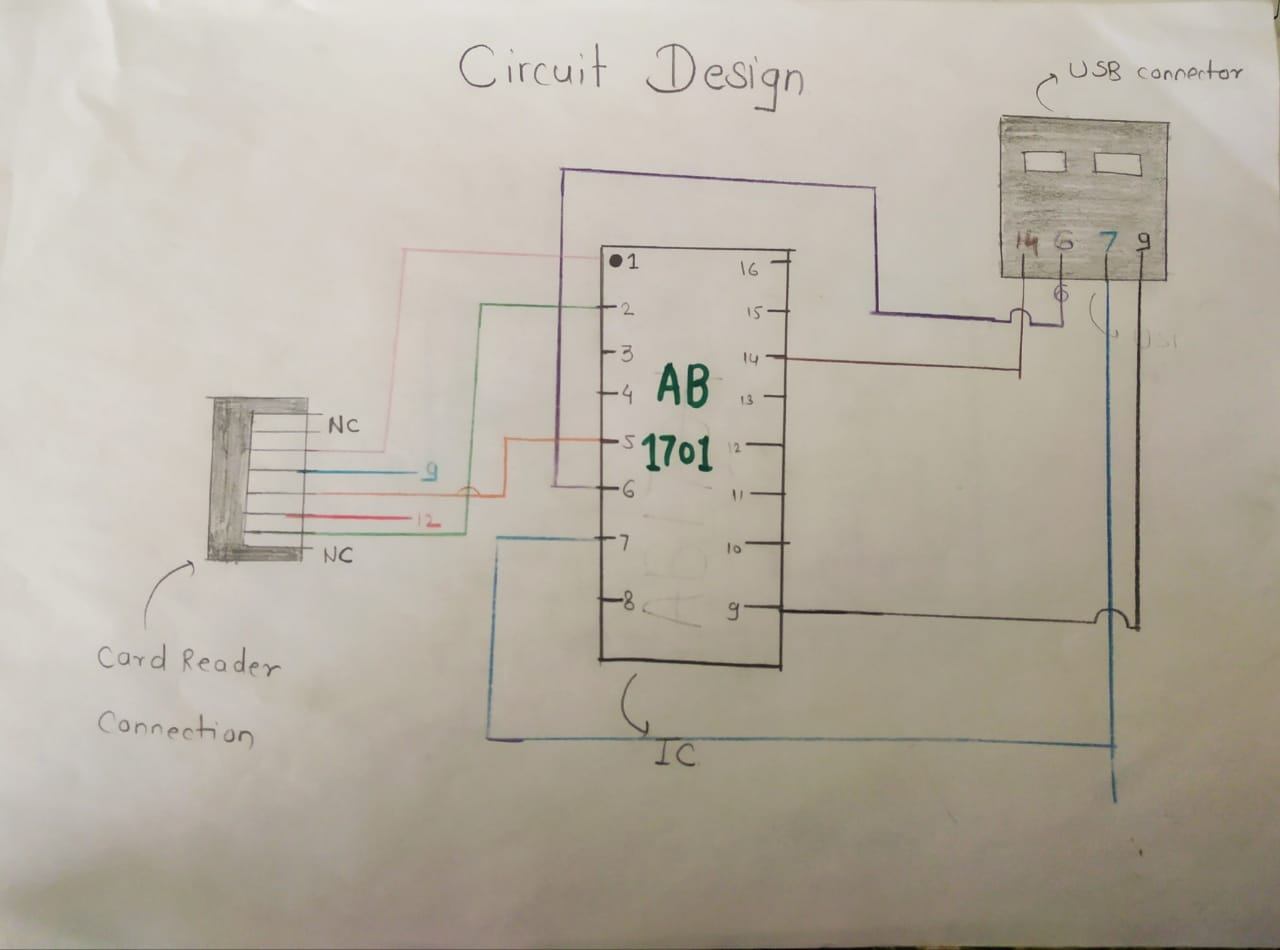 Circuit Design
USB connector
14 6 7 9
6
1
2
3
4
5
6
7
8
16
15
14
13
12
11
10
9
AB
1701
NC
9
12
NC
Card Reader
Connection
IC